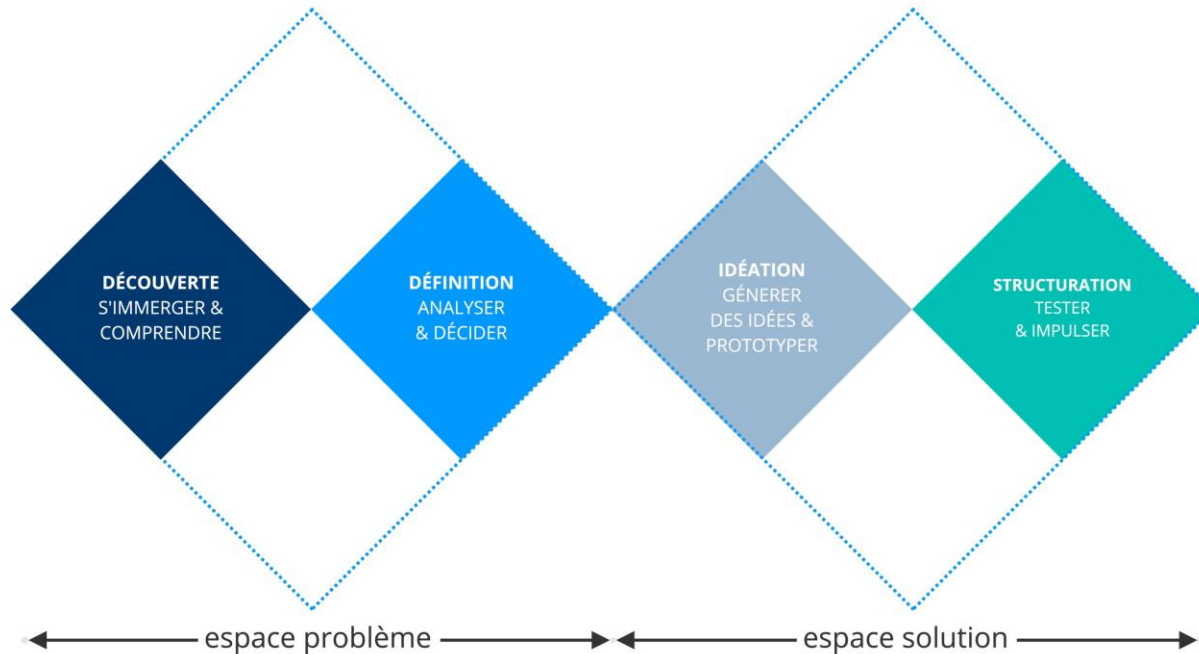 DÉCOUVERTE
S'IMMERGER &
COMPRENDRE
DÉFINITION
ANALYSER
& DÉCIDER
IDÉATION
GÉNERER
DES IDÉES &
PROTOTYPER
STRUCTURATION
TESTER
& IMPULSER
espace problème
espace solution